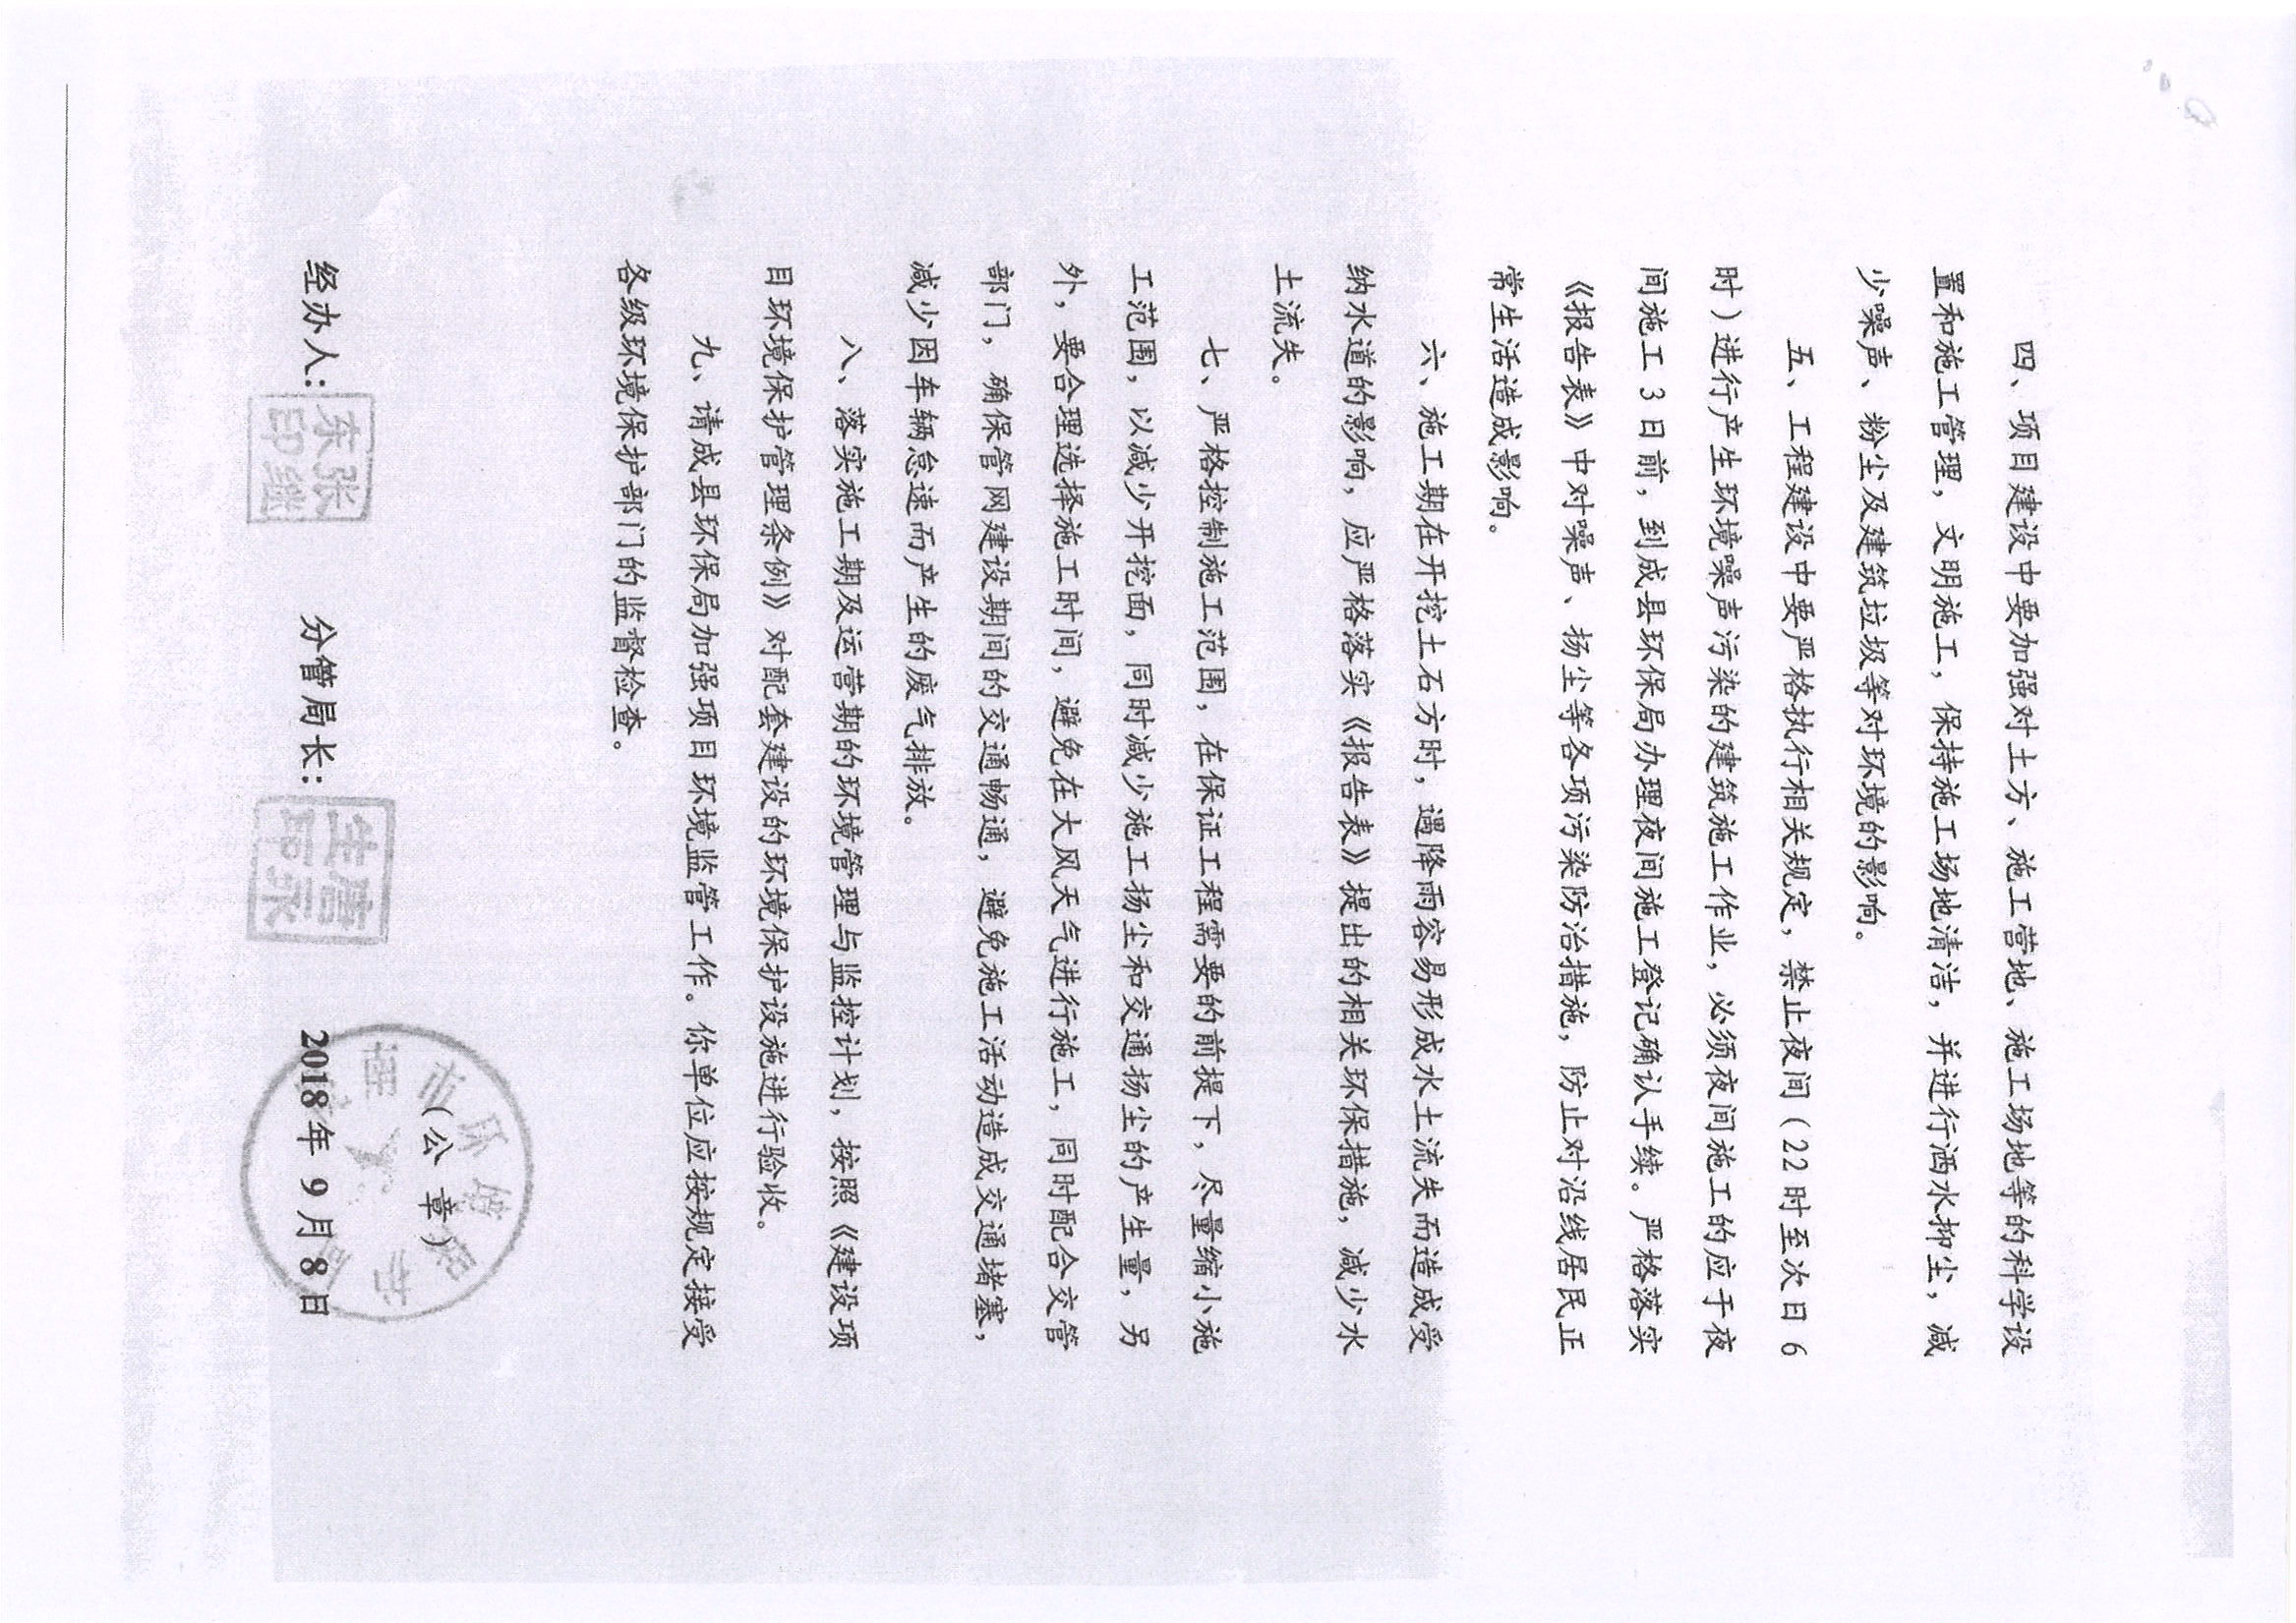 四、项目建设中要加强对土方、施工营地、施工场地等的科学设
置和施工管理，文明施工，保持施工场地清洁，并进行洒水抑尘，减
少噪声、粉尘及建筑垃圾等对环境的影响。
五、工程建设中要严格执行相关规定，禁止夜间（22时至次日6
时）进行产生环境噪声污染的建筑施工作业，必须夜间施工的应于夜
间施工3日前，到成县环保局办理夜间施工登记确认手续。严格落实
《报告表》中对噪声、扬尘等各项污染防治措施，防止对沿线居民正
常生活造成影响。
六、施工期在开挖土石方时，遇降雨容易形成水土流失而造成受
纳水道的影响，应严格落实《报告表》提出的相关环保措施，减少水
土流失。
七、严格控制施工范围，在保证工程需要的前提下，尽量缩小施
工范围，以减少开挖面，同时减少施工扬尘和交通扬尘的产生量，另
外，要合理选择施工时间，避免在大风天气进行施工，同时配合交管
部门，确保管网建设期间的交通畅通，避免施工活动造成交通堵塞，
减少因车辆怠速而产生的废气排放。
八、落实施工期及运营期的环境管理与监控计划，按照《建设项
目环境保护管理条例》对配套建设的环境保护设施进行验收。
九、请成县环保局加强项目环境监管工作。你单位应按规定接受
各级环境保护部门的监督检查。
南市环境保护局
（公 章）
经办人：张继东印 分管局长：唐永生印 2018年 9月8日